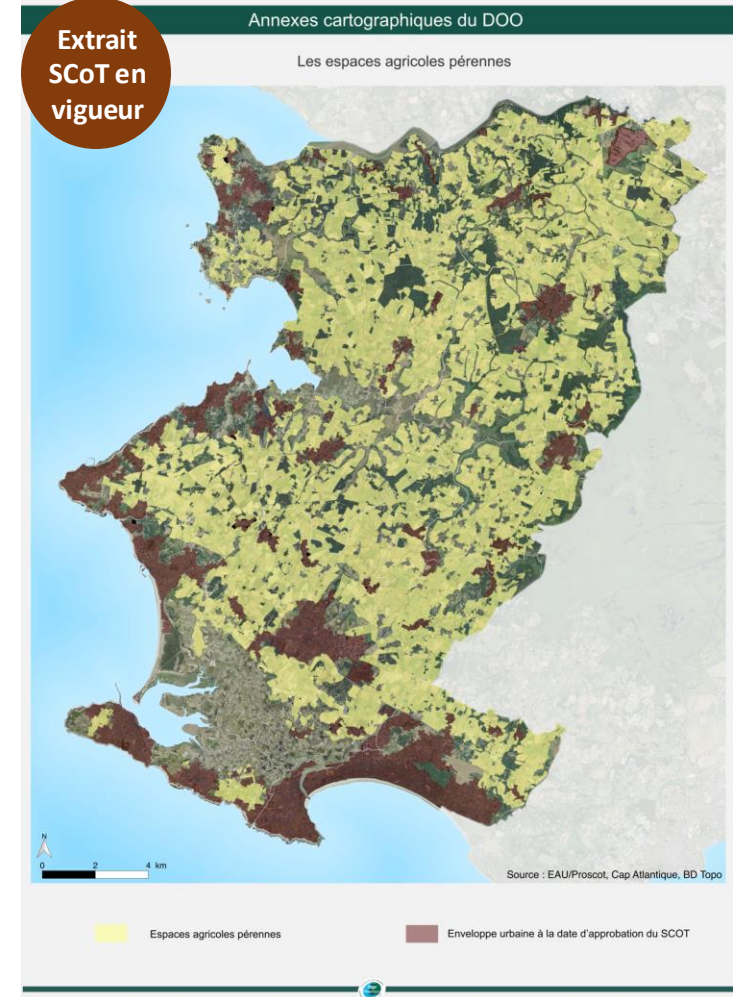 Annexes cartographiques du DOO
Extrait
SCoT en
vigueur
Les espaces agricoles pérennes
N
0 2 4 km
Source : EAU/Proscot, Cap Atlantique, BD Topo
Espaces agricoles pérennes
Enveloppe urbaine à la date d'approbation du SCOT